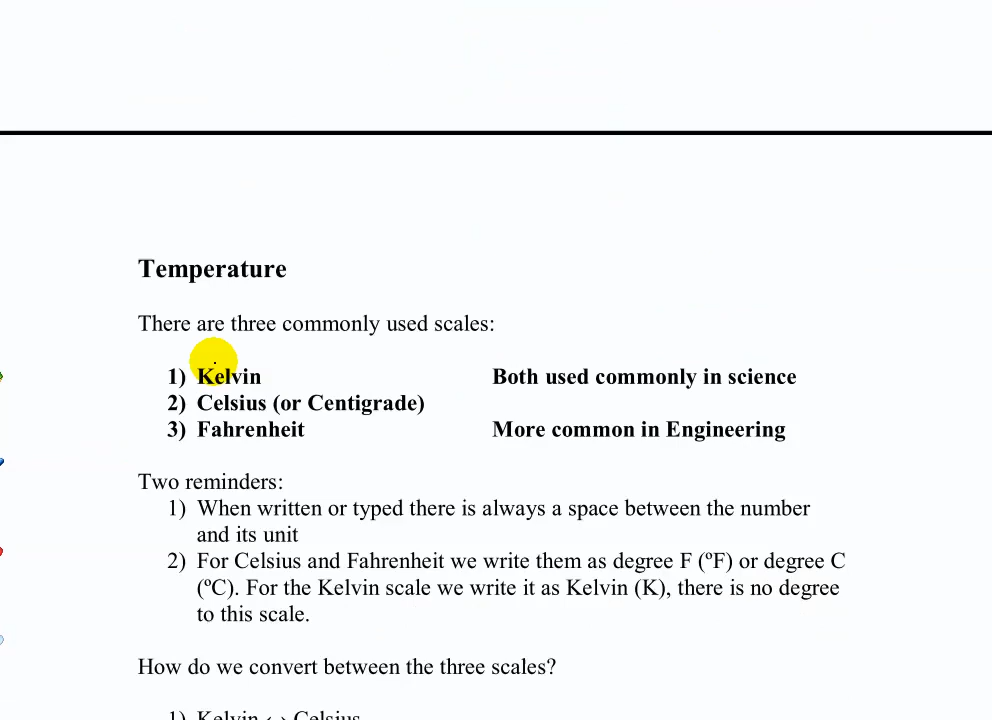 Temperature
There are three commonly used scales:
1) Kelvin Both used commonly in science
2) Celsius (or Centigrade)
3) Fahrenheit More common in Engineering
Two reminders:
1) When written or typed there is always a space between the number
and its unit
2) For Celsius and Fahrenheit we write them as degree F (ºF) or degree C
(ºC). For the Kelvin scale we write it as Kelvin (K), there is no degree
to this scale.
How do we convert between the three scales?
1) Kelvin ↔ Celsius